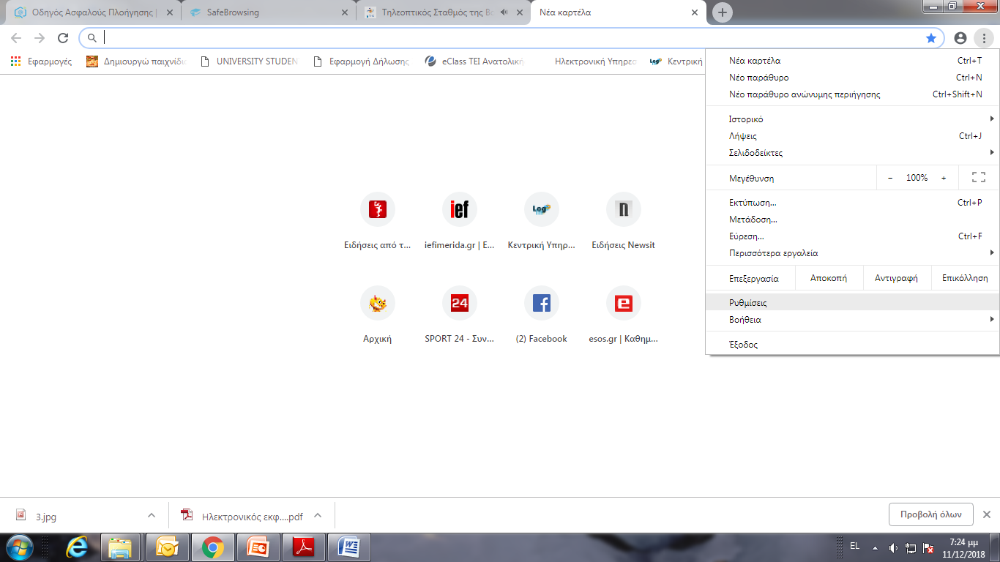 Οδηγός Ασφαλούς Πλοήγησης |
SafeBrowsing
Τηλεοπτικός Σταθμός της Βο
Νέα καρτέλα
Εφαρμογές
Δημιουργώ παιχνίδι
UNIVERSITY STUDEN
Εφαρμογή Δήλωσης
eClass ΤΕΙ Ανατολική
Ηλεκτρονική Υπηρεσ
Κεντρική
Νέα καρτέλα Ctrl+T
Νέο παράθυρο Ctrl+N
Νέο παράθυρο ανώνυμης περιήγησης Ctrl+Shift+N
Ιστορικό
Λήψεις Ctrl+J
Σελιδοδείκτες
Μεγέθυνση − 100% +
Εκτύπωση... Ctrl+P
Μετάδοση...
Εύρεση... Ctrl+F
Περισσότερα εργαλεία
Επεξεργασία Αποκοπή Αντιγραφή Επικόλληση
Ρυθμίσεις
Βοήθεια
Έξοδος
ief
Log
n
Ειδήσεις από τ...
iefimerida.gr | Ε...
Κεντρική Υπηρ...
Ειδήσεις Newsit
24
f
e
Αρχική
SPORT 24 - Συν...
(2) Facebook
esos.gr | Καθημ...
3.jpg
Ηλεκτρονικός εκφ....pdf
Προβολή όλων
EL
7:24 μμ
11/12/2018